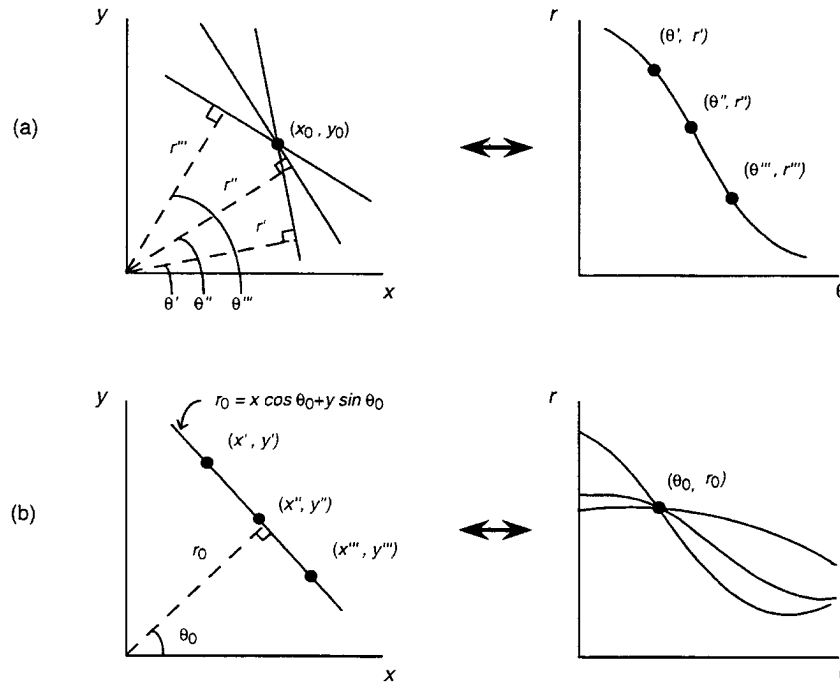 y
r
(a)
(x₀ , y₀)
r'''
r''
r'
x
θ' θ'' θ'''
(θ', r')
(θ'', r'')
(θ''', r''')
θ
y
r
(b)
r₀ = x cos θ₀+y sin θ₀
(x' , y')
(x'', y'')
(x''' , y''')
r₀
θ₀
x
(θ₀, r₀)